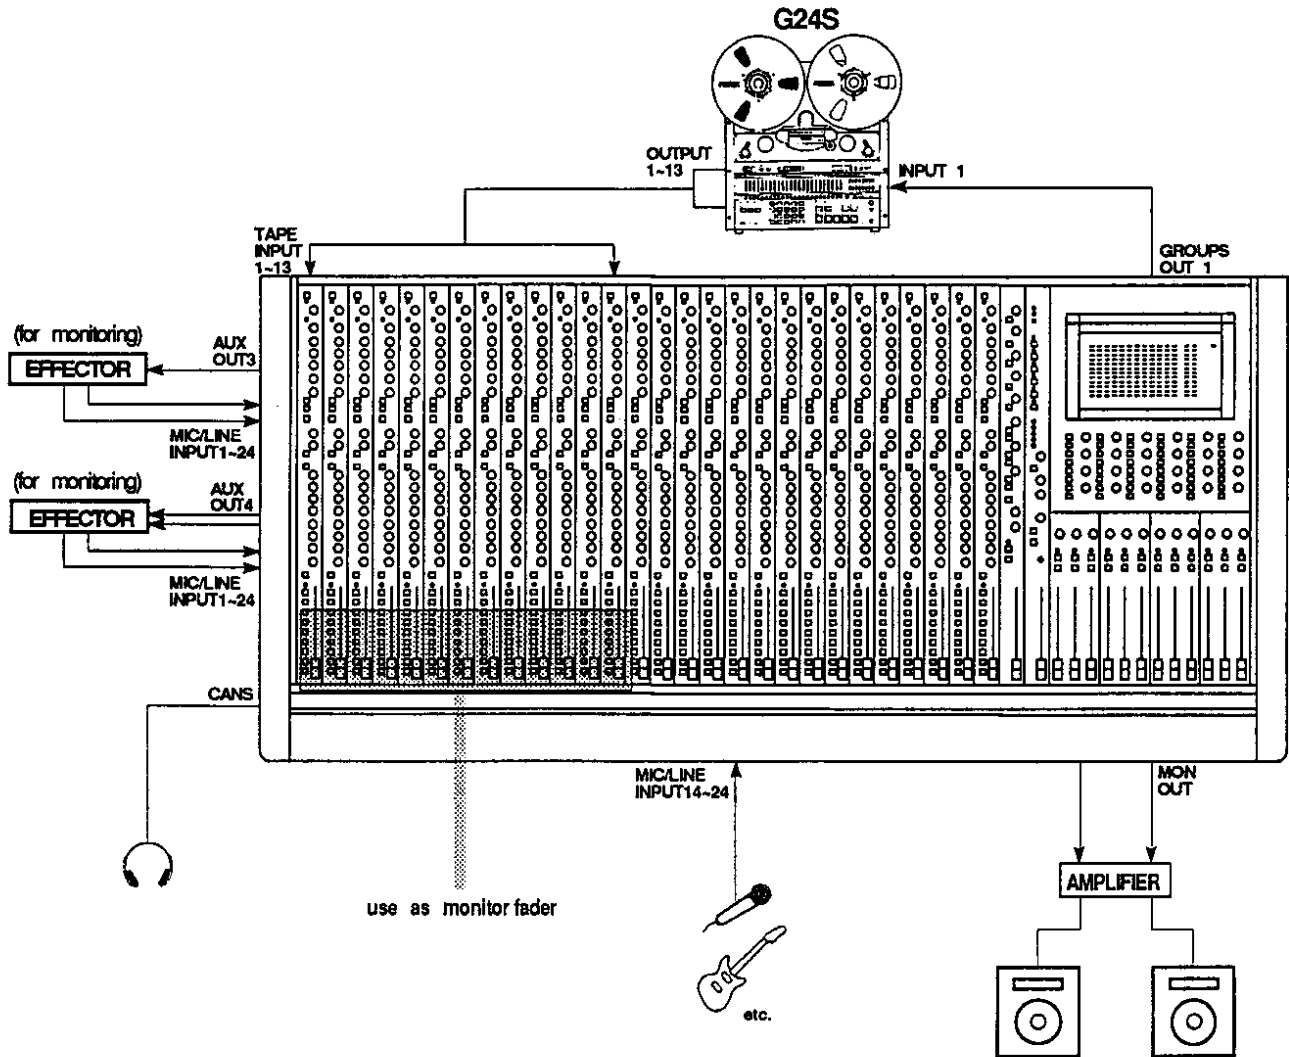 G24S
OUTPUT
1~13
INPUT 1
TAPE
INPUT
1~13
GROUPS
OUT 1
(for monitoring)
EFFECTOR
AUX
OUT3
MIC/LINE
INPUT1~24
(for monitoring)
EFFECTOR
AUX
OUT4
MIC/LINE
INPUT1~24
CANS
MIC/LINE
INPUT14~24
MON
OUT
AMPLIFIER
use as monitor fader
etc.